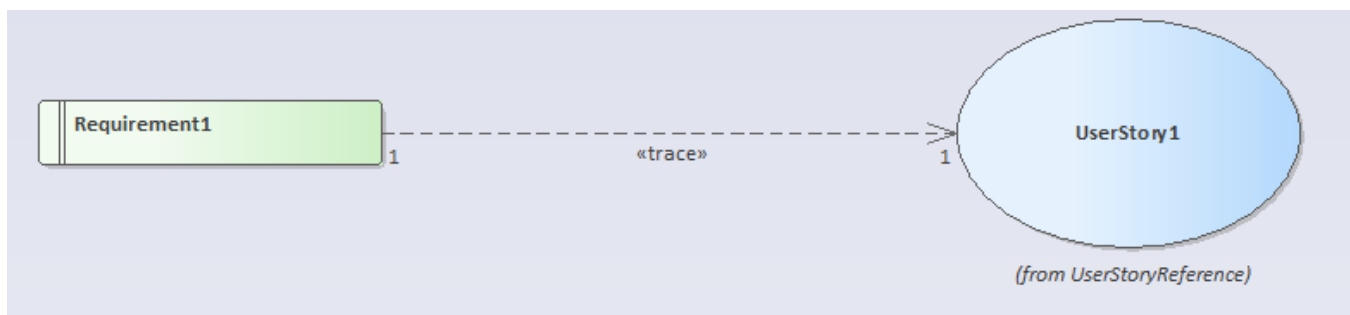 Requirement1
1
«trace»
1
UserStory1
(from UserStoryReference)